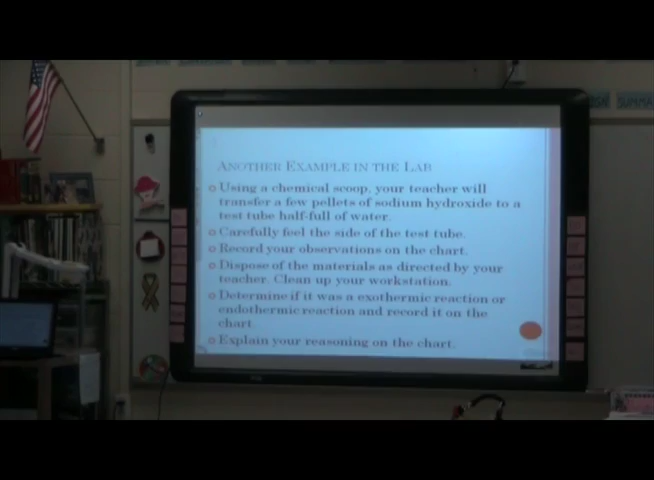 SUMMA
ANOTHER EXAMPLE IN THE LAB
Using a chemical scoop, your teacher will
transfer a few pellets of sodium hydroxide to a
test tube half-full of water.
Carefully feel the side of the test tube.
Record your observations on the chart.
Dispose of the materials as directed by your
teacher. Clean up your workstation.
Determine if it was a exothermic reaction or
endothermic reaction and record it on the
chart.
Explain your reasoning on the chart.